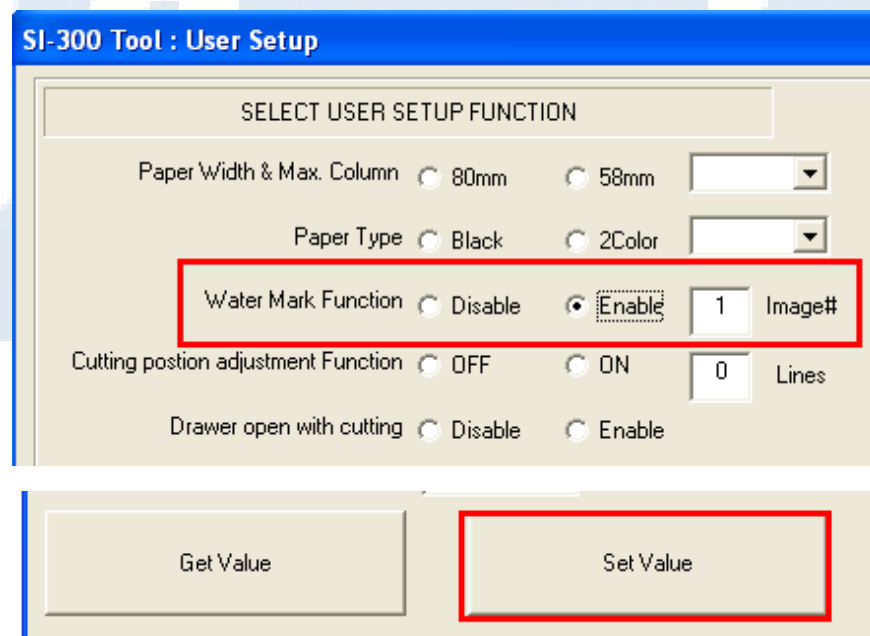 SI-300 Tool : User Setup
SELECT USER SETUP FUNCTION
Paper Width & Max. Column 80mm 58mm
Paper Type Black 2Color
Water Mark Function Disable Enable 1 Image#
Cutting postion adjustment Function OFF ON 0 Lines
Drawer open with cutting Disable Enable
Get Value Set Value